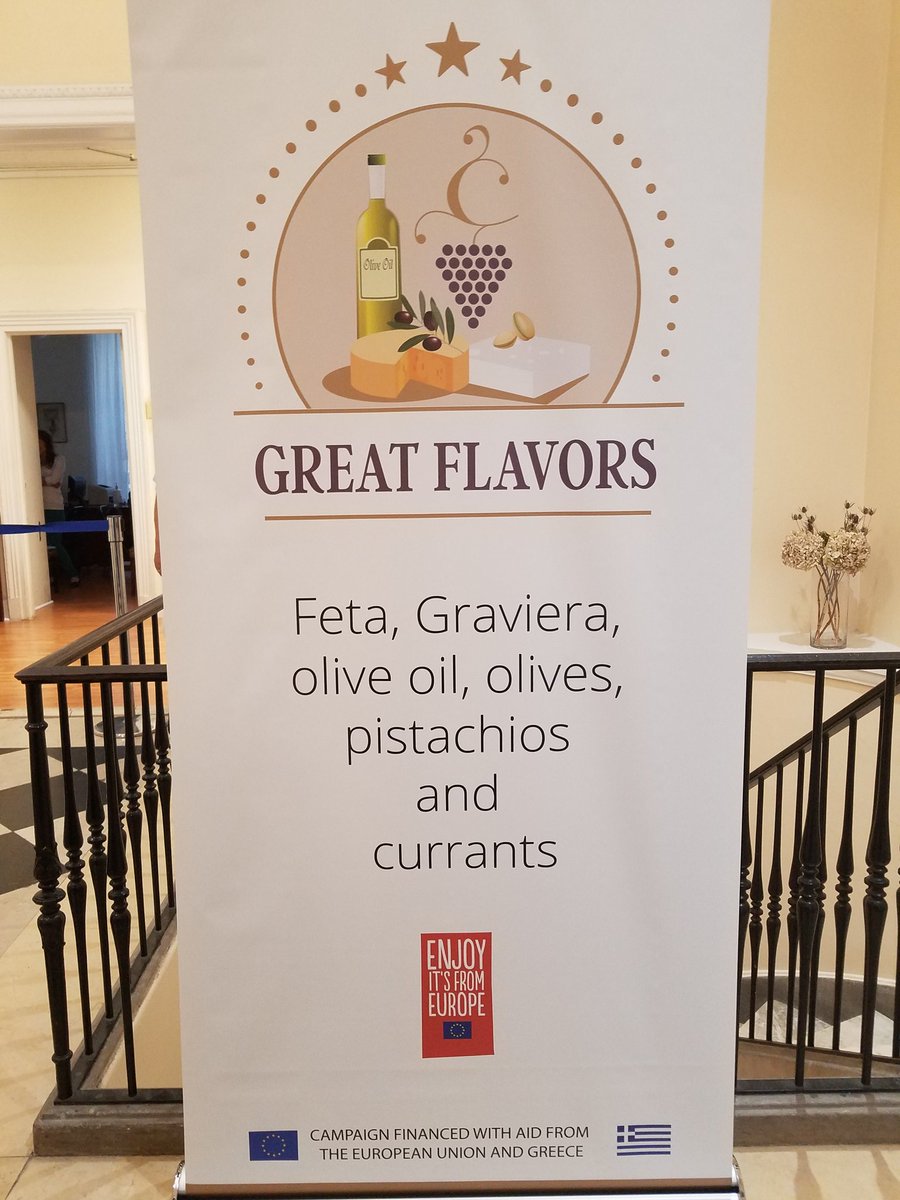 Olive Oil
GREAT FLAVORS
Feta, Graviera,
olive oil, olives,
pistachios
and
currants
ENJOY
IT'S FROM
EUROPE
CAMPAIGN FINANCED WITH AID FROM
THE EUROPEAN UNION AND GREECE